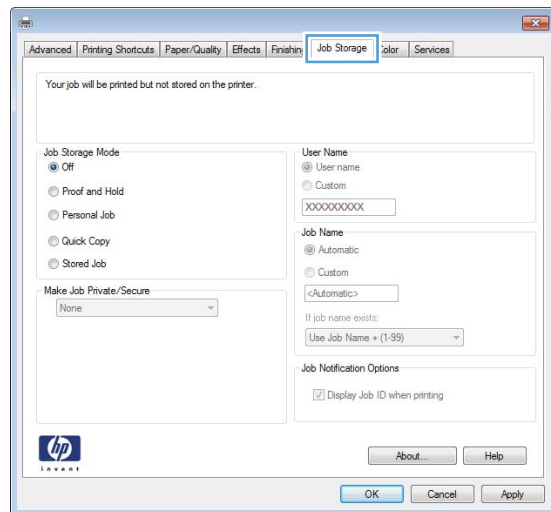 Advanced Printing Shortcuts Paper/Quality Effects Finishing Job Storage Color Services
Your job will be printed but not stored on the printer.
Job Storage Mode
Off
Proof and Hold
Personal Job
Quick Copy
Stored Job
Make Job Private/Secure
None
User Name
User name
Custom
XXXXXXXXX
Job Name
Automatic
Custom
<Automatic>
If job name exists:
Use Job Name + (1-99)
Job Notification Options
Display Job ID when printing
hp
invent
About... Help
OK Cancel Apply